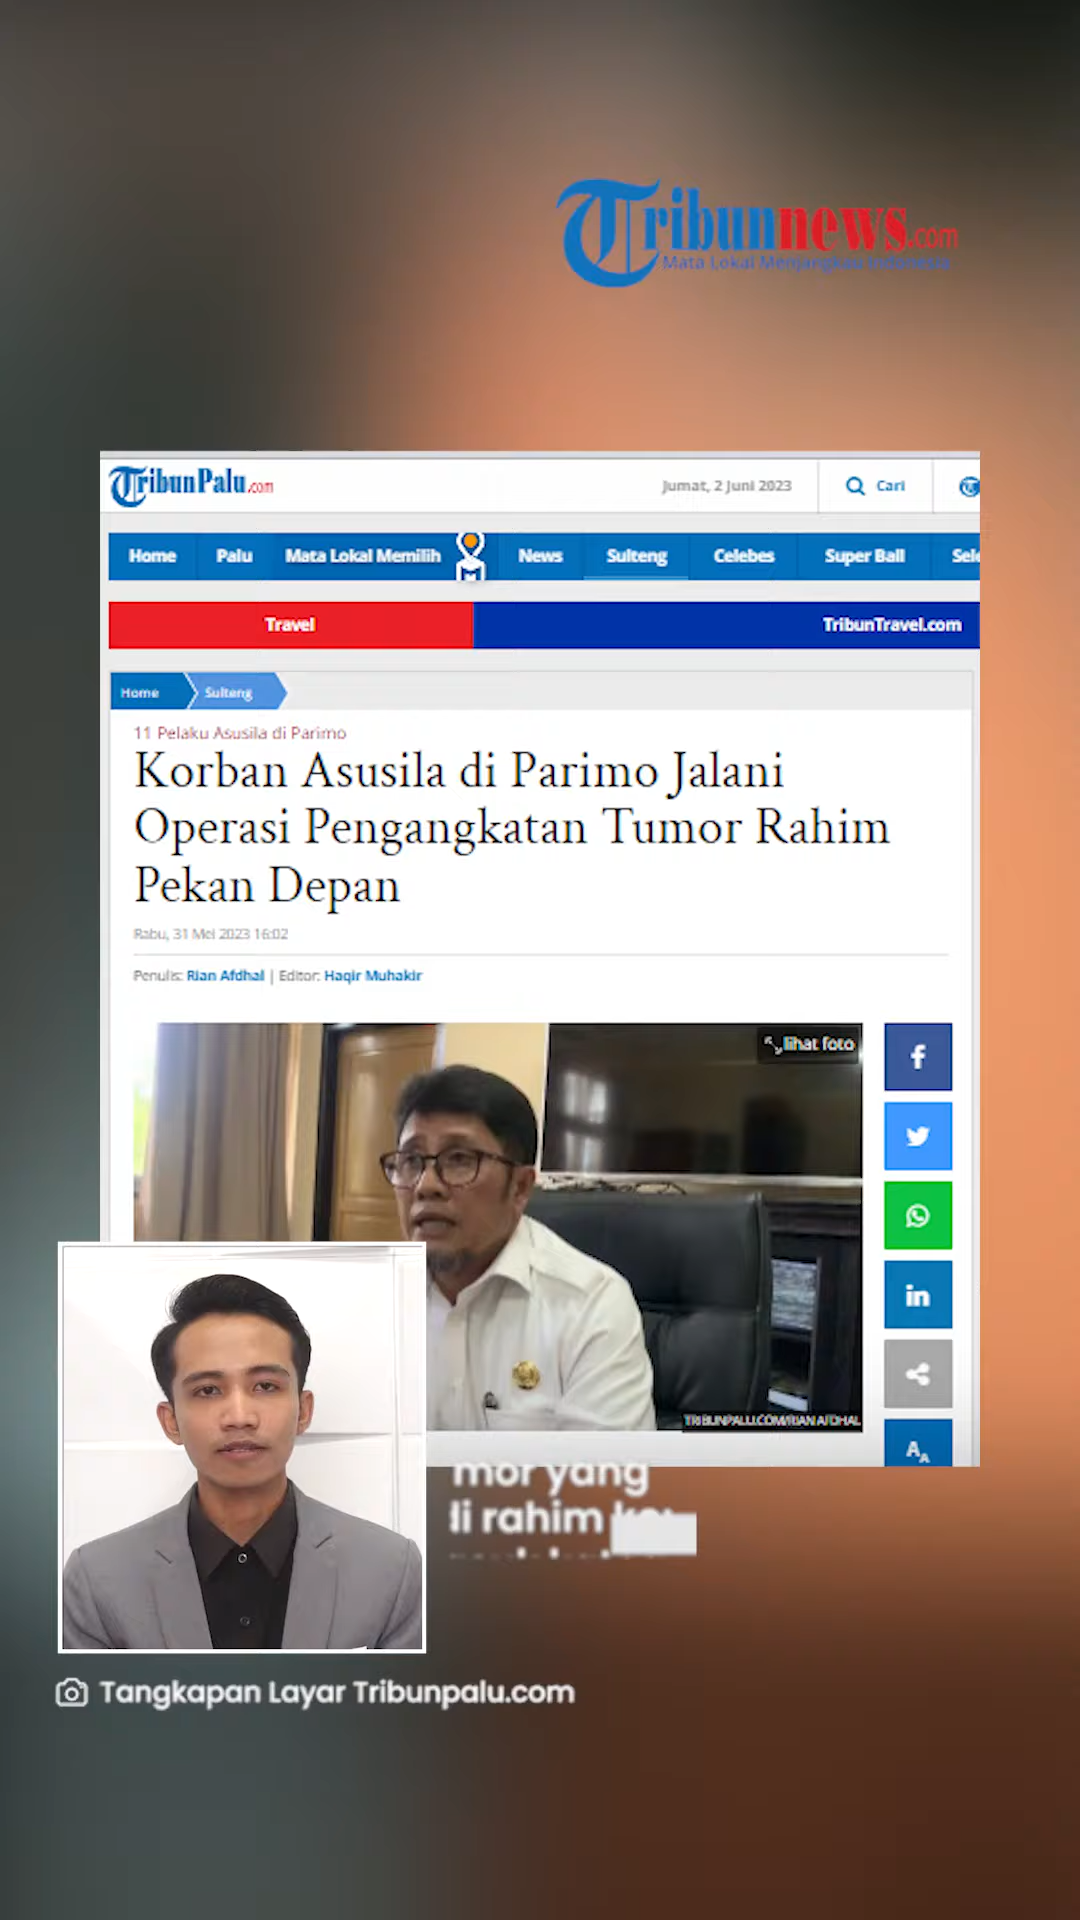 Tribunnews.com
Mata Lokal Menjangkau Indonesia
TribunPalu.com
Jumat, 2 Juni 2023
Cari
Home Palu Mata Lokal Memilih News Sulteng Celebes Super Ball Sele
Travel TribunTravel.com
Home Sulteng
11 Pelaku Asusila di Parimo
Korban Asusila di Parimo Jalani
Operasi Pengangkatan Tumor Rahim
Pekan Depan
Rabu, 31 Mei 2023 16:02
Penulis: Rian Afdhal | Editor: Haqir Muhakir
lihat foto
TRIBUNPALU.COM/RIAN AFDHAL
mor yang
di rahim
Tangkapan Layar Tribunpalu.com